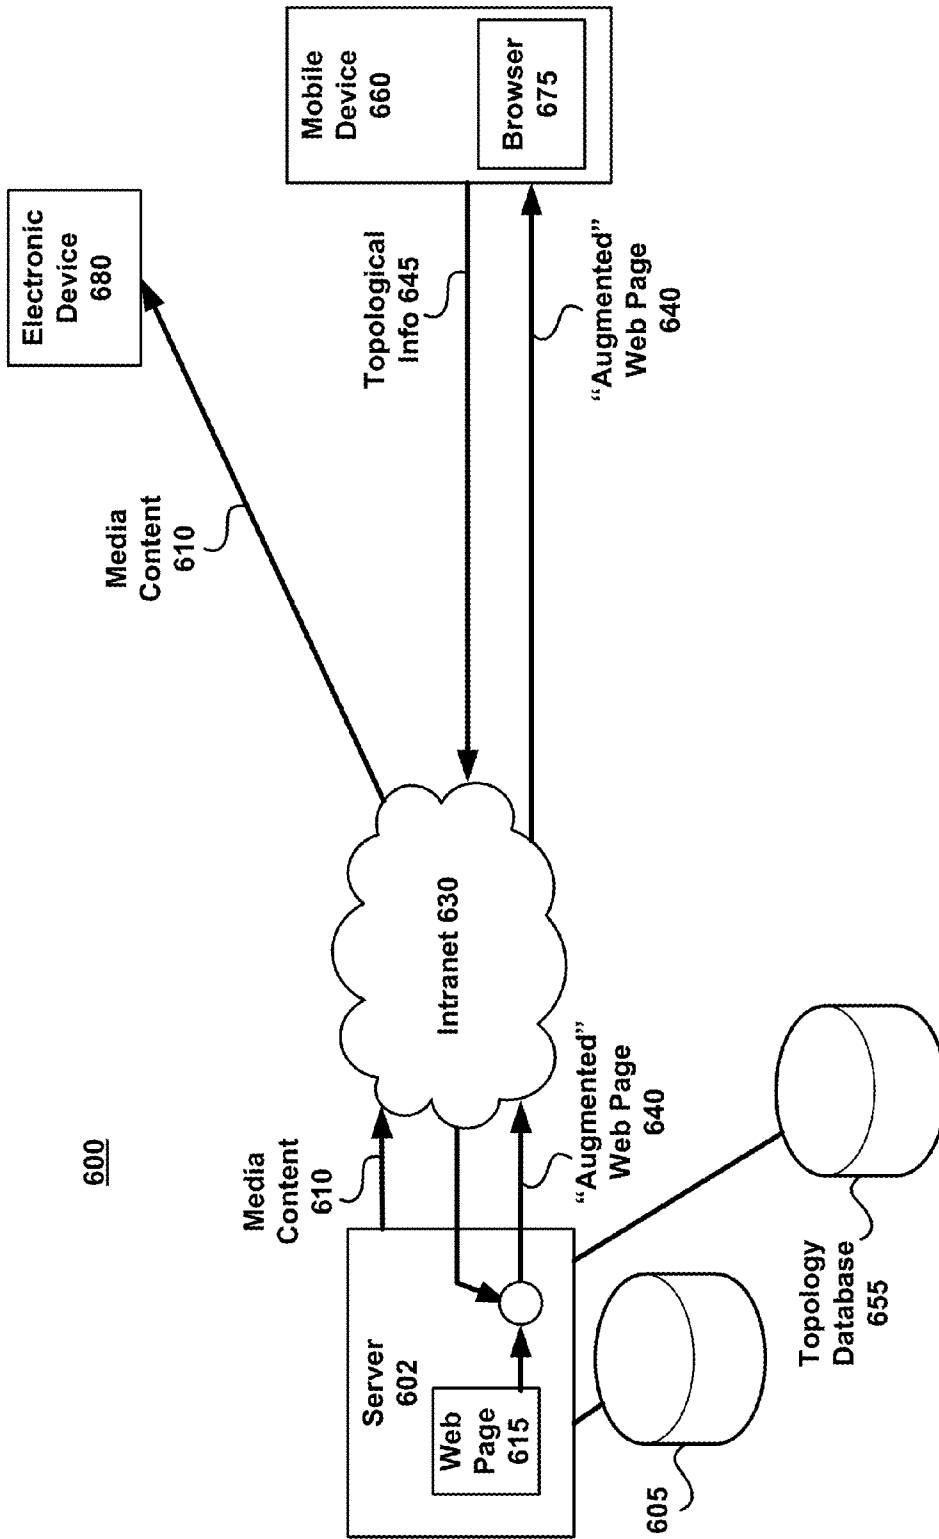 600
Server
602
Web
Page
615
605
Topology
Database
655
Media
Content
610
“Augmented”
Web Page
640
Intranet 630
Media
Content
610
Topological
Info 645
“Augmented”
Web Page
640
Electronic
Device
680
Mobile
Device
660
Browser
675